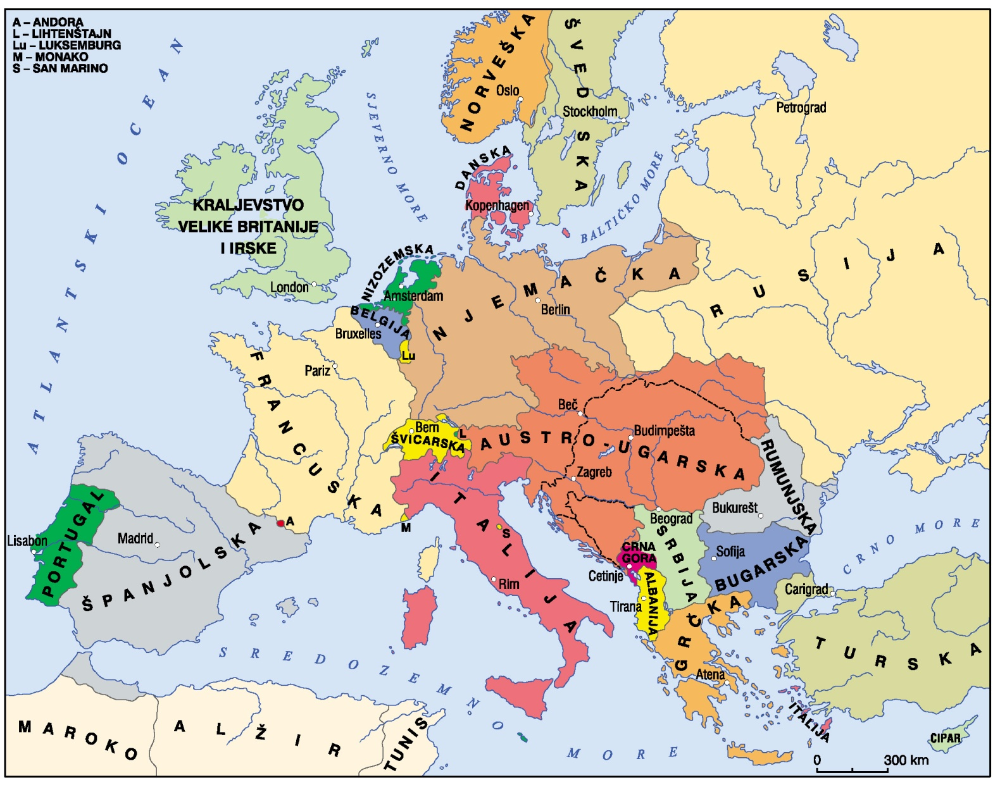 A – ANDORA
L – LIHTENŠTAJN
Lu – LUKSEMBURG
M – MONAKO
S – SAN MARINO
ATLANTSKI OCEAN
SJEVERNO MORE
BALTIČKO MORE
NORVEŠKA
Oslo
ŠVEDSKA
Stockholm
Petrograd
DANSKA
Kopenhagen
KRALJEVSTVO
VELIKE BRITANIJE
I IRSKE
London
NIZOZEMSKA
Amsterdam
BELGIJA
Bruxelles
Lu
NJEMAČKA
Berlin
RUSIJA
FRANCUSKA
Pariz
Bern
ŠVICARSKA
L
AUSTRO-UGARSKA
Beč
Budimpešta
Zagreb
RUMUNJSKA
Bukurešt
ITALIJA
Rim
S
M
A
PORTUGAL
Lisabon
ŠPANJOLSKA
Madrid
Beograd
SRBIJA
CRNA
GORA
Cetinje
ALBANIJA
Tirana
Sofija
BUGARSKA
CRNO MORE
Carigrad
GRČKA
Atena
TURSKA
ITALIJA
CIPAR
SREDOZEMNO MORE
MAROKO
ALŽIR
TUNIS
0 300 km